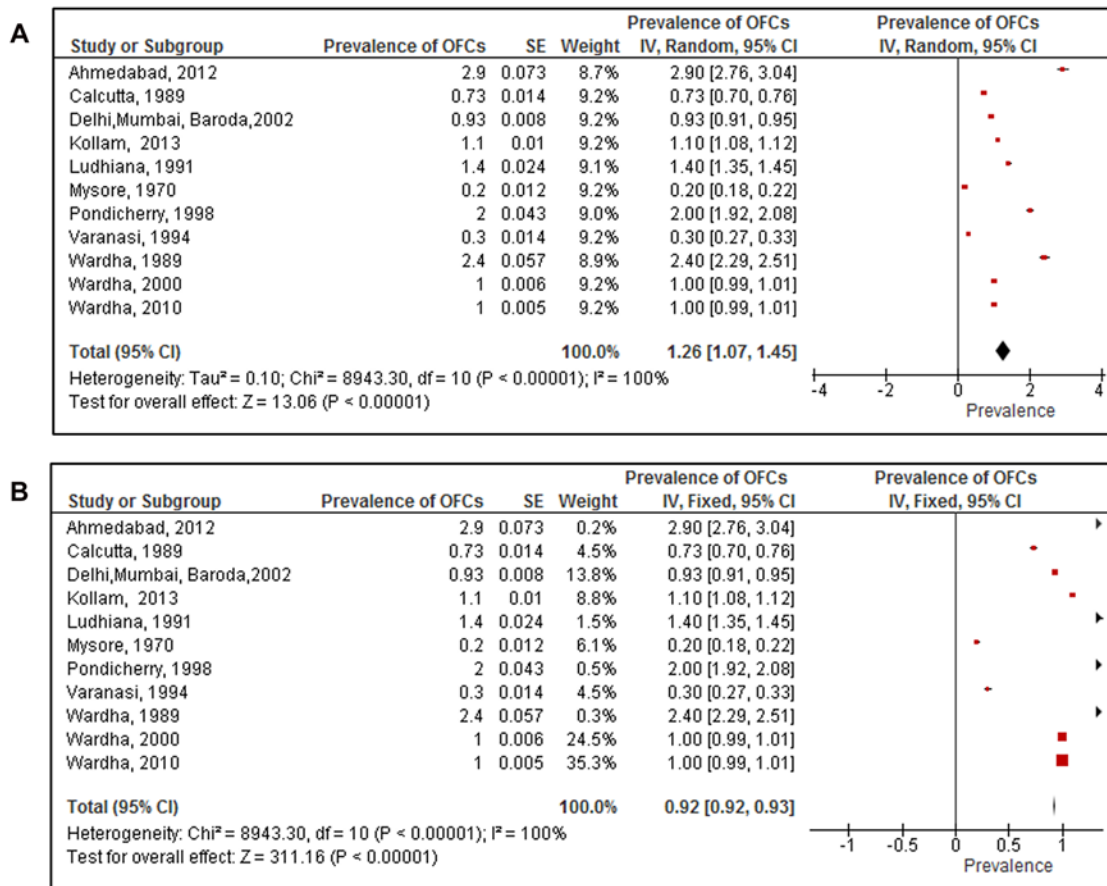 A
Prevalence of OFCs Prevalence of OFCs
Study or Subgroup Prevalence of OFCs SE Weight IV, Random, 95% CI IV, Random, 95% CI
Ahmedabad, 2012 2.9 0.073 8.7% 2.90 [2.76, 3.04]
Calcutta, 1989 0.73 0.014 9.2% 0.73 [0.70, 0.76]
Delhi,Mumbai, Baroda,2002 0.93 0.008 9.2% 0.93 [0.91, 0.95]
Kollam, 2013 1.1 0.01 9.2% 1.10 [1.08, 1.12]
Ludhiana, 1991 1.4 0.024 9.1% 1.40 [1.35, 1.45]
Mysore, 1970 0.2 0.012 9.2% 0.20 [0.18, 0.22]
Pondicherry, 1998 2 0.043 9.0% 2.00 [1.92, 2.08]
Varanasi, 1994 0.3 0.014 9.2% 0.30 [0.27, 0.33]
Wardha, 1989 2.4 0.057 8.9% 2.40 [2.29, 2.51]
Wardha, 2000 1 0.006 9.2% 1.00 [0.99, 1.01]
Wardha, 2010 1 0.005 9.2% 1.00 [0.99, 1.01]
Total (95% CI) 100.0% 1.26 [1.07, 1.45]
Heterogeneity: Tau² = 0.10; Chi² = 8943.30, df = 10 (P < 0.00001); I² = 100%
Test for overall effect: Z = 13.06 (P < 0.00001)
-4 -2 0 2 4
Prevalence
B
Prevalence of OFCs Prevalence of OFCs
Study or Subgroup Prevalence of OFCs SE Weight IV, Fixed, 95% CI IV, Fixed, 95% CI
Ahmedabad, 2012 2.9 0.073 0.2% 2.90 [2.76, 3.04]
Calcutta, 1989 0.73 0.014 4.5% 0.73 [0.70, 0.76]
Delhi,Mumbai, Baroda,2002 0.93 0.008 13.8% 0.93 [0.91, 0.95]
Kollam, 2013 1.1 0.01 8.8% 1.10 [1.08, 1.12]
Ludhiana, 1991 1.4 0.024 1.5% 1.40 [1.35, 1.45]
Mysore, 1970 0.2 0.012 6.1% 0.20 [0.18, 0.22]
Pondicherry, 1998 2 0.043 0.5% 2.00 [1.92, 2.08]
Varanasi, 1994 0.3 0.014 4.5% 0.30 [0.27, 0.33]
Wardha, 1989 2.4 0.057 0.3% 2.40 [2.29, 2.51]
Wardha, 2000 1 0.006 24.5% 1.00 [0.99, 1.01]
Wardha, 2010 1 0.005 35.3% 1.00 [0.99, 1.01]
Total (95% CI) 100.0% 0.92 [0.92, 0.93]
Heterogeneity: Chi² = 8943.30, df = 10 (P < 0.00001); I² = 100%
Test for overall effect: Z = 311.16 (P < 0.00001)
-1 -0.5 0 0.5 1
Prevalence